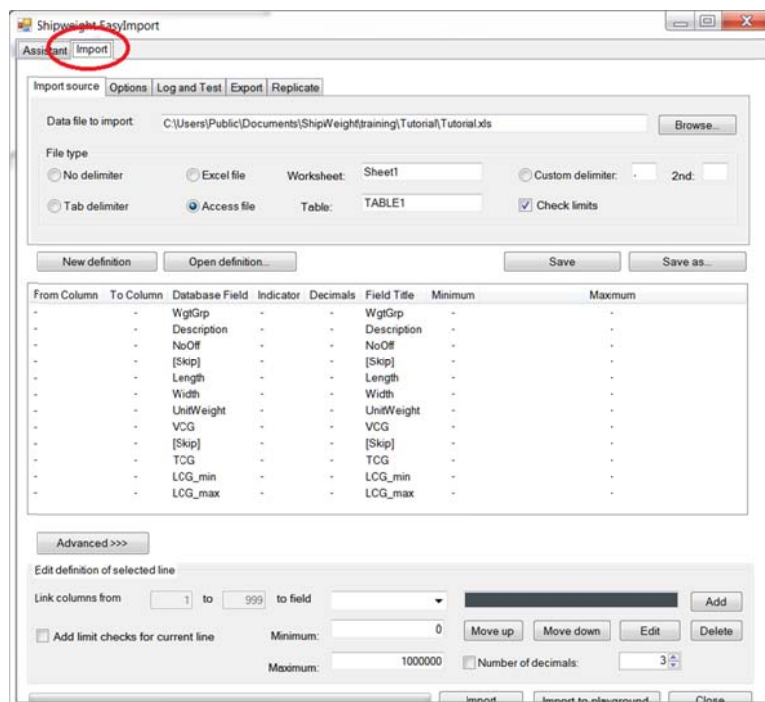 Shipweight EasyImport
Assistant Import
Import source Options Log and Test Export Replicate
Data file to import: C:\Users\Public\Documents\ShipWeight\training\Tutorial\Tutorial.xls Browse...
File type
No delimiter Excel file Worksheet: Sheet1 Custom delimiter: . 2nd:
Tab delimiter Access file Table: TABLE1 Check limits
New definition Open definition... Save Save as...
From Column To Column Database Field Indicator Decimals Field Title Minimum Maximum
- - WgtGrp - - WgtGrp - -
- - Description - - Description - -
- - NoOff - - NoOff - -
- - [Skip] - - [Skip] - -
- - Length - - Length - -
- - Width - - Width - -
- - UnitWeight - - UnitWeight - -
- - VCG - - VCG - -
- - [Skip] - - [Skip] - -
- - TCG - - TCG - -
- - LCG_min - - LCG_min - -
- - LCG_max - - LCG_max - -
Advanced >>>
Edit definition of selected line
Link columns from 1 to 999 to field Add
Add limit checks for current line Minimum: 0 Move up Move down Edit Delete
Maximum: 1000000 Number of decimals: 3
Import Import to playground Close